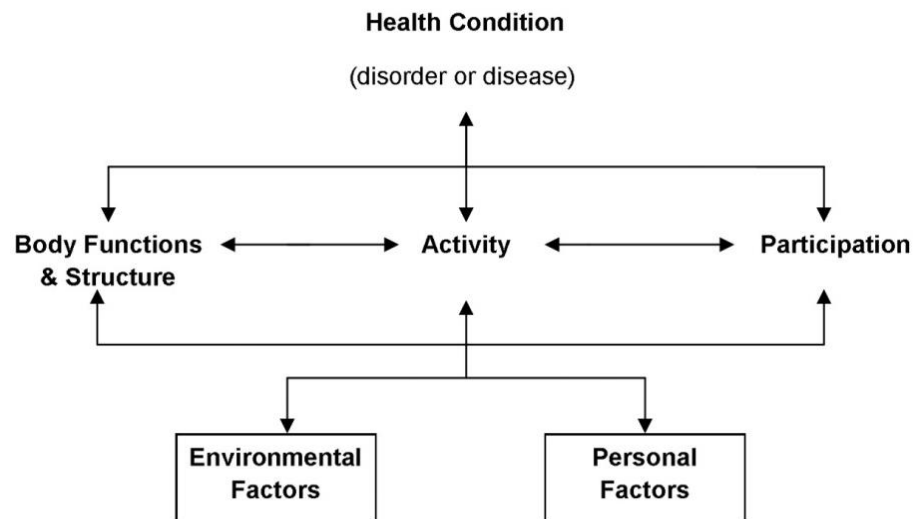 Health Condition
(disorder or disease)
Body Functions
& Structure
Activity
Participation
Environmental
Factors
Personal
Factors